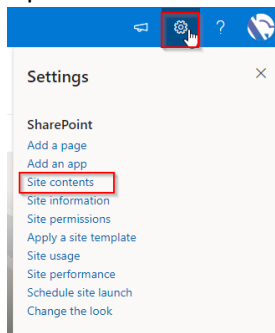 Settings
SharePoint
Add a page
Add an app
Site contents
Site information
Site permissions
Apply a site template
Site usage
Site performance
Schedule site launch
Change the look